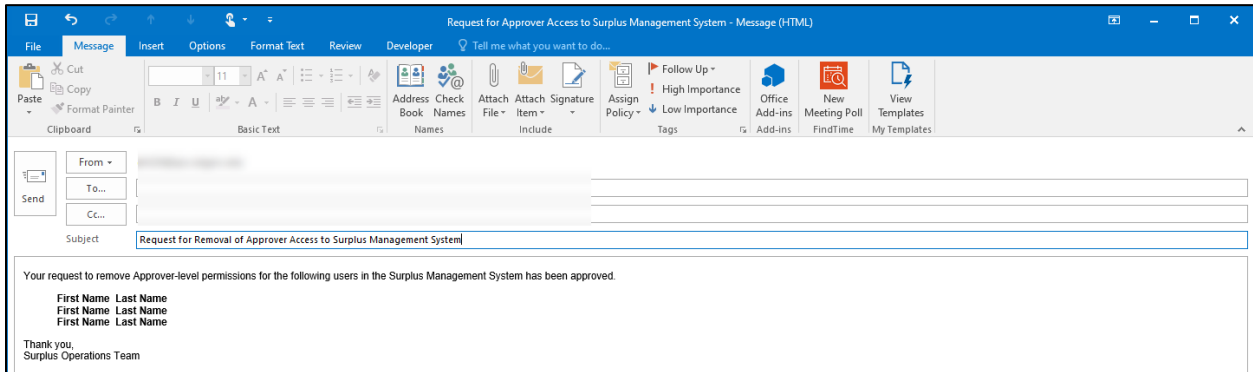 Request for Approver Access to Surplus Management System - Message (HTML)
File Message Insert Options Format Text Review Developer Tell me what you want to do...
Paste
Cut
Copy
Format Painter
Clipboard
11
B I U
Basic Text
Address Book
Check Names
Names
Attach File
Attach Item
Signature
Include
Assign Policy
Follow Up
High Importance
Low Importance
Tags
Office Add-ins
Add-ins
New Meeting Poll
FindTime
View Templates
My Templates
Send
From
To...
Cc...
Subject Request for Removal of Approver Access to Surplus Management System
Your request to remove Approver-level permissions for the following users in the Surplus Management System has been approved.
First Name Last Name
First Name Last Name
First Name Last Name
Thank you,
Surplus Operations Team